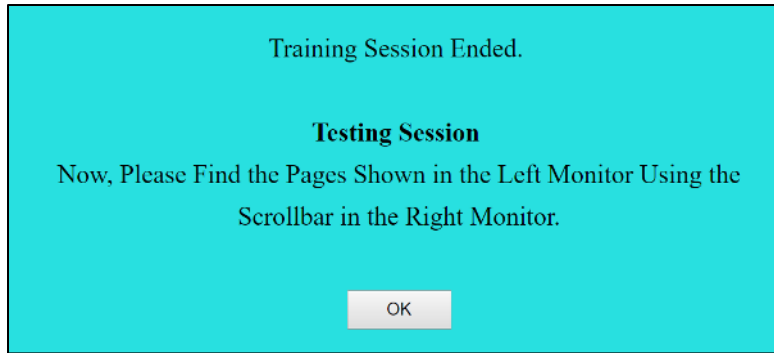 Training Session Ended.
Testing Session
Now, Please Find the Pages Shown in the Left Monitor Using the
Scrollbar in the Right Monitor.
OK